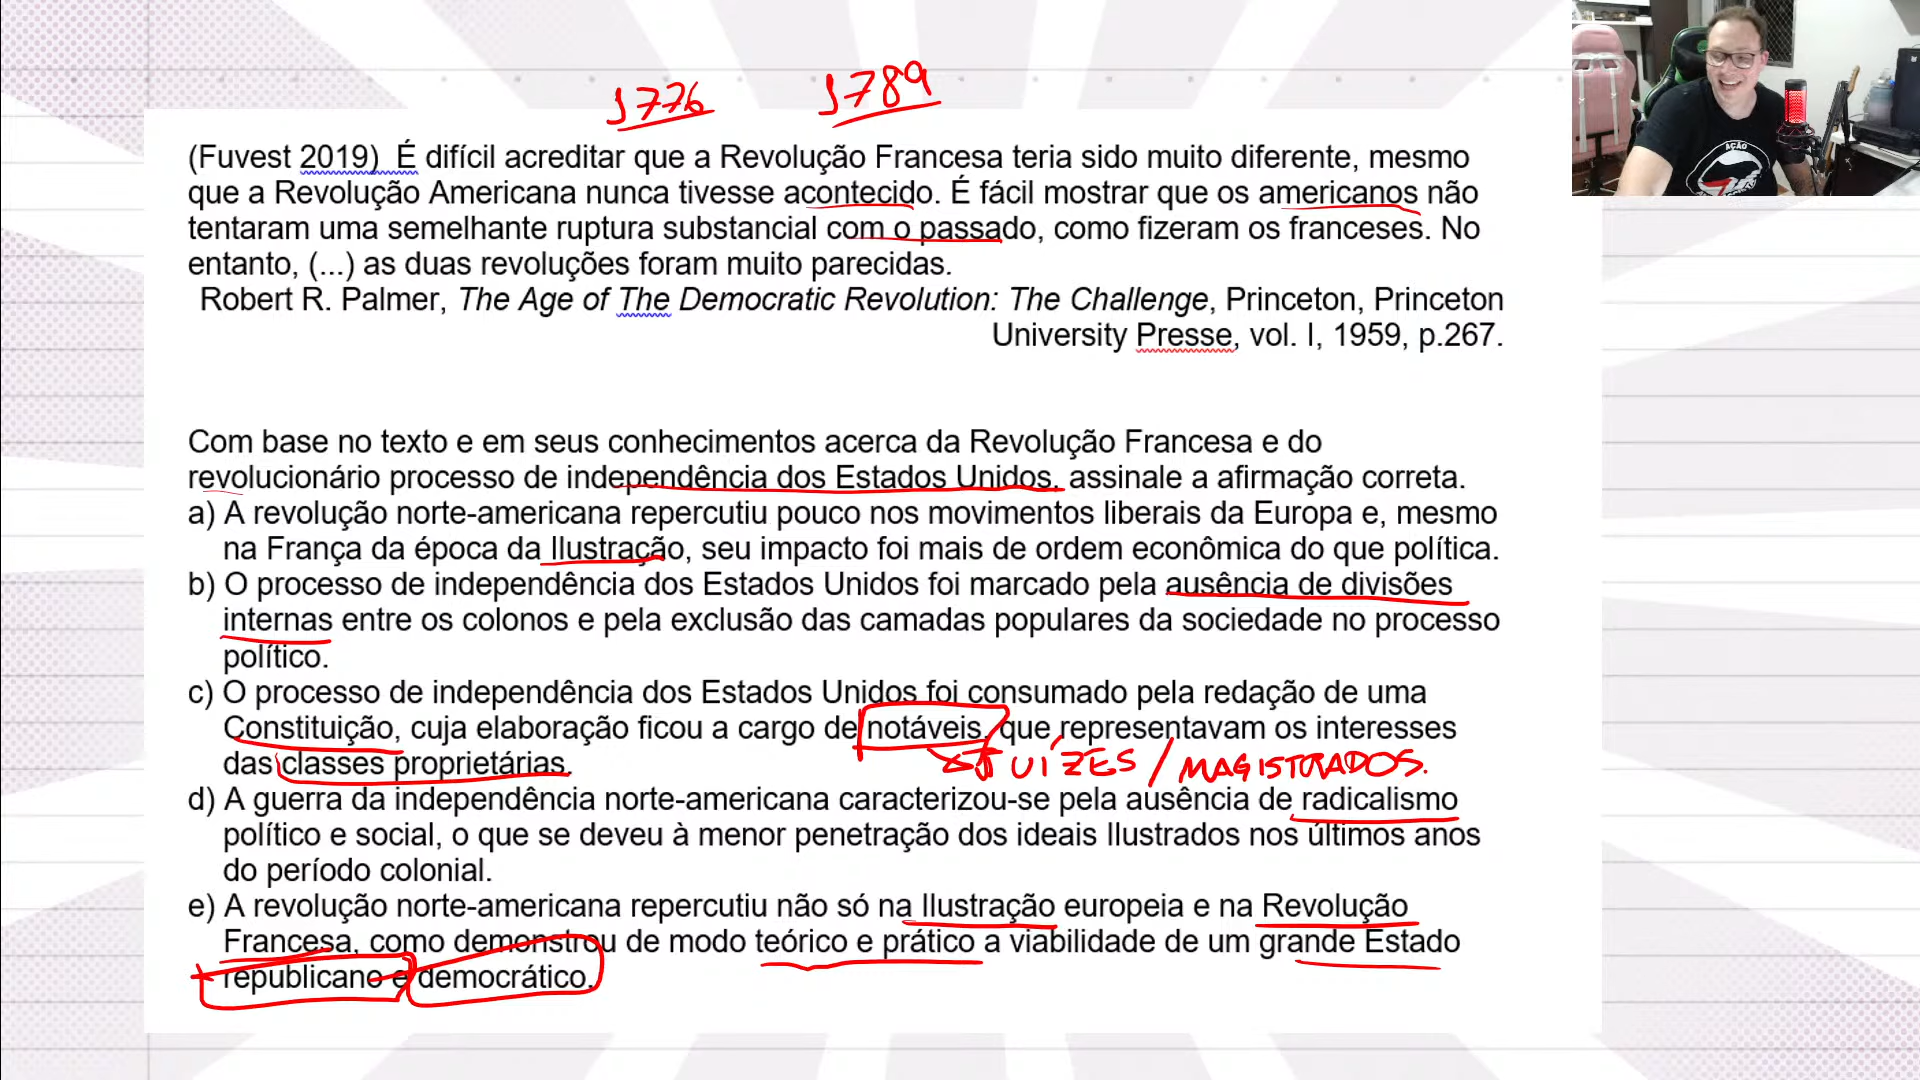 1776 1789
(Fuvest 2019) É difícil acreditar que a Revolução Francesa teria sido muito diferente, mesmo
que a Revolução Americana nunca tivesse acontecido. É fácil mostrar que os americanos não
tentaram uma semelhante ruptura substancial com o passado, como fizeram os franceses. No
entanto, (...) as duas revoluções foram muito parecidas.
Robert R. Palmer, The Age of The Democratic Revolution: The Challenge, Princeton, Princeton
University Presse, vol. I, 1959, p.267.
Com base no texto e em seus conhecimentos acerca da Revolução Francesa e do
revolucionário processo de independência dos Estados Unidos, assinale a afirmação correta.
a) A revolução norte-americana repercutiu pouco nos movimentos liberais da Europa e, mesmo
na França da época da Ilustração, seu impacto foi mais de ordem econômica do que política.
b) O processo de independência dos Estados Unidos foi marcado pela ausência de divisões
internas entre os colonos e pela exclusão das camadas populares da sociedade no processo
político.
c) O processo de independência dos Estados Unidos foi consumado pela redação de uma
Constituição, cuja elaboração ficou a cargo de notáveis, que representavam os interesses
das classes proprietárias.
JUÍZES / MAGISTRADOS.
d) A guerra da independência norte-americana caracterizou-se pela ausência de radicalismo
político e social, o que se deveu à menor penetração dos ideais Ilustrados nos últimos anos
do período colonial.
e) A revolução norte-americana repercutiu não só na Ilustração europeia e na Revolução
Francesa, como demonstrou de modo teórico e prático a viabilidade de um grande Estado
republicano e democrático.
AÇÃO